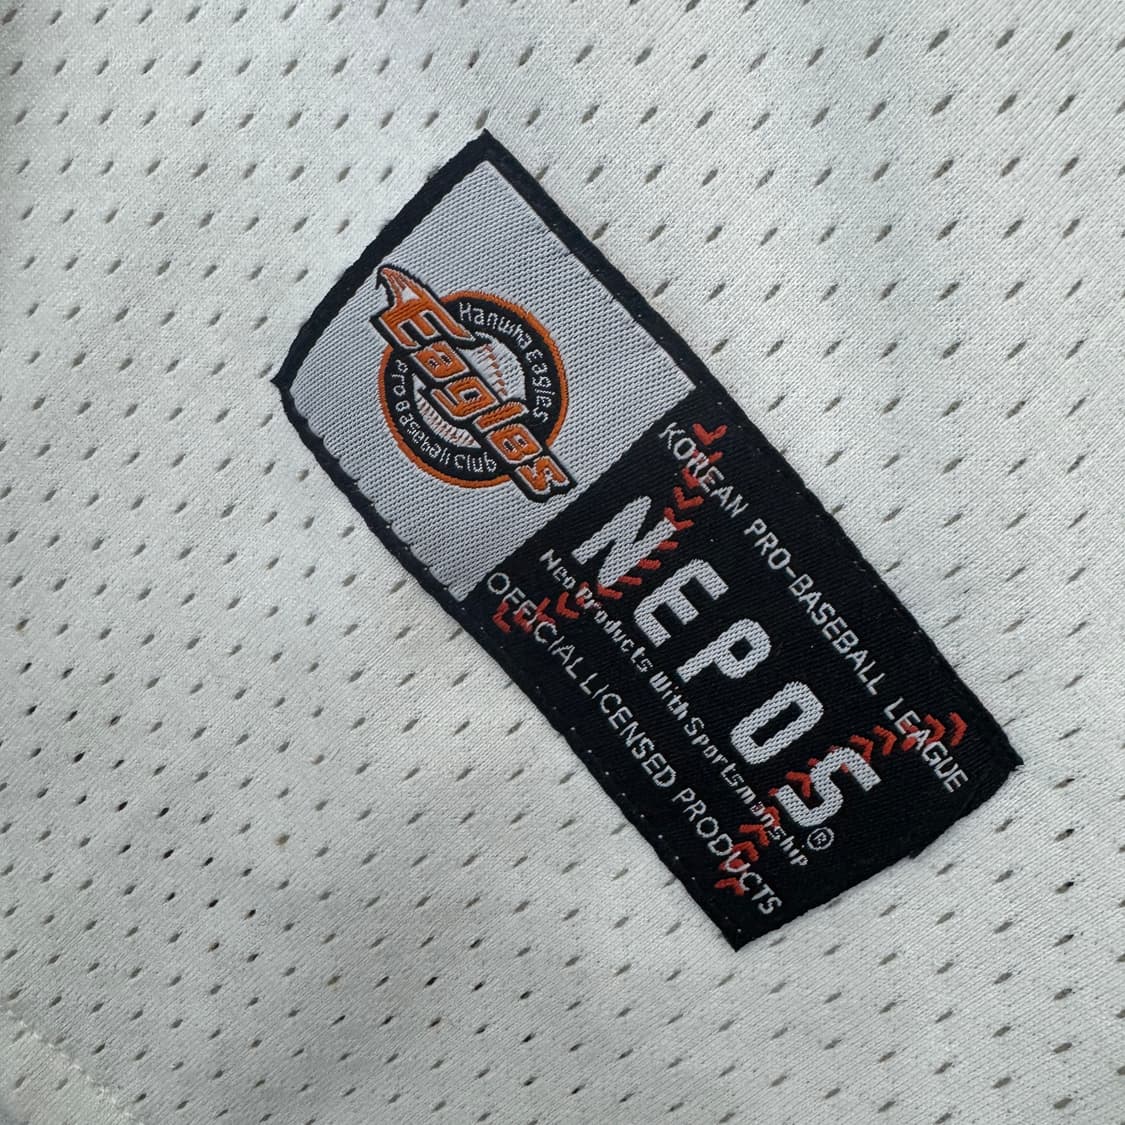 Hanwha Eagles
Eagles
Pro Baseball Club
KOREAN PRO-BASEBALL LEAGUE
NEPOS®
Neo Products With Sportsmanship
OFFICIAL LICENSED PRODUCTS